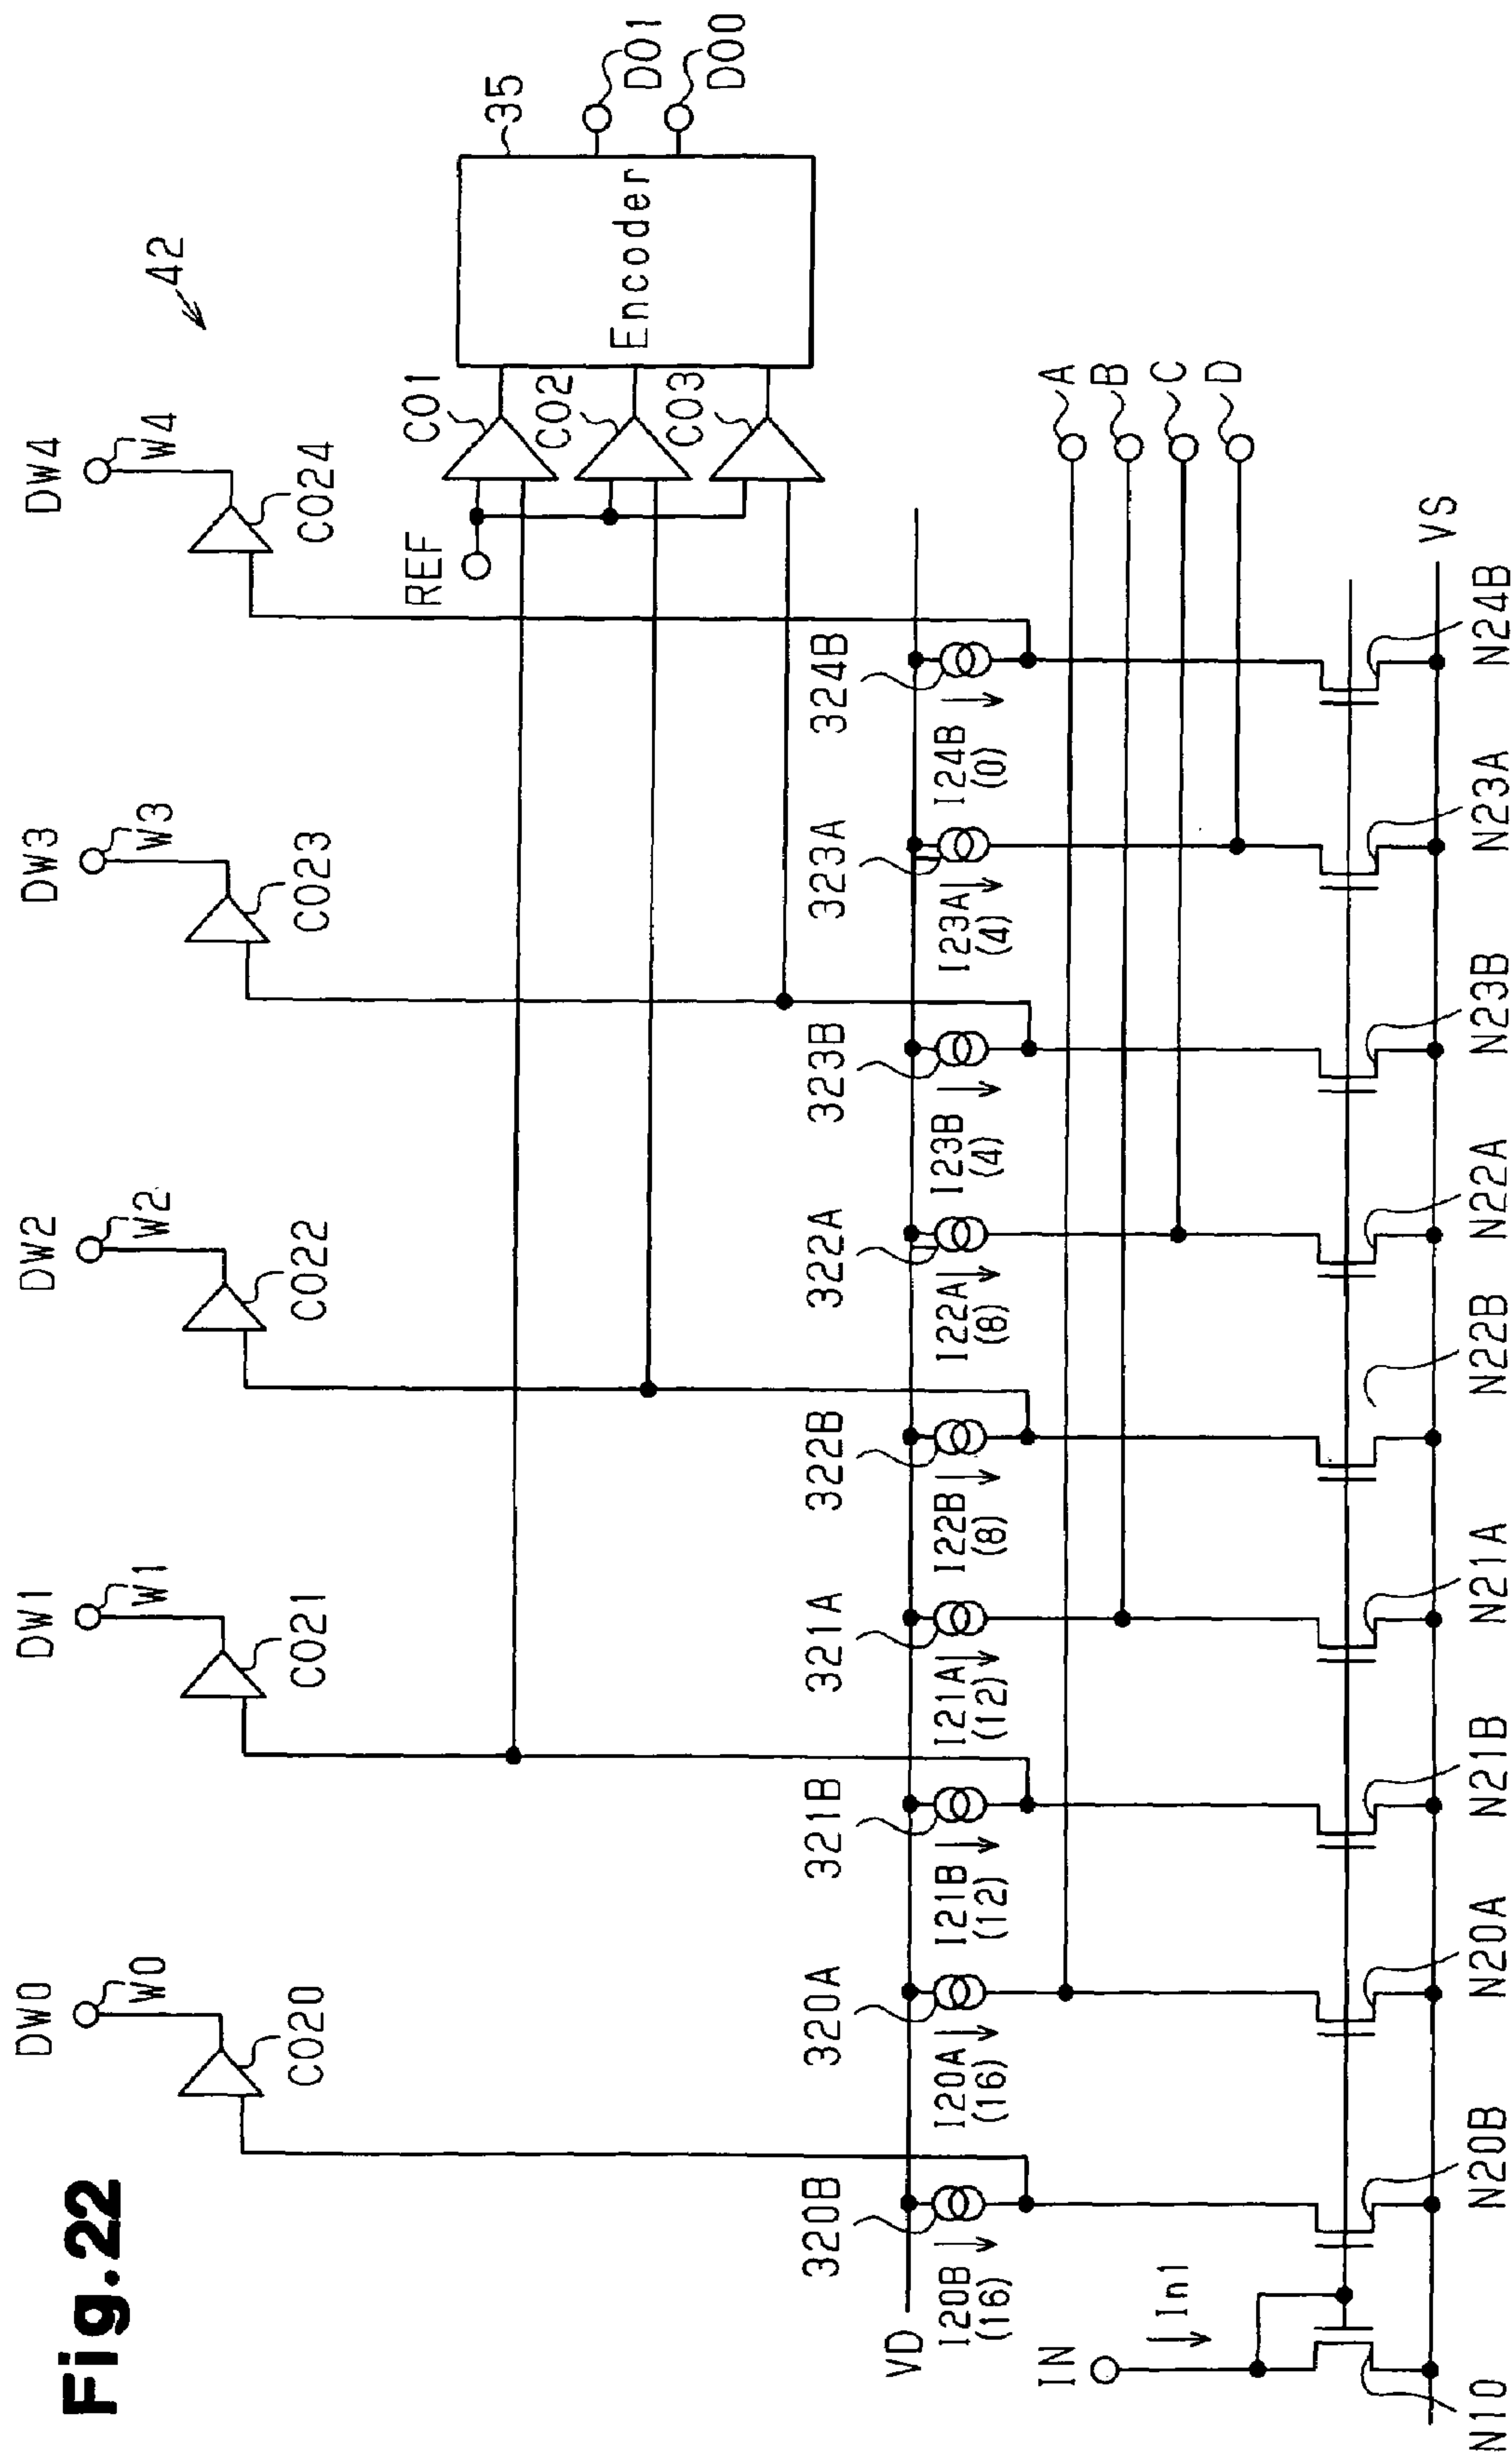 Fig.22
42
DW0
DW1
DW2
DW3
DW4
W0
W1
W2
W3
W4
CO20
CO21
CO22
CO23
CO24
35
Encoder
DO1
DO0
CO1
CO2
CO3
REF
320B
320A
321B
321A
322B
322A
323B
323A
324B
VD
I20B
(16)
I20A
(16)
I21B
(12)
I21A
(12)
I22B
(8)
I22A
(8)
I23B
(4)
I23A
(4)
I24B
(0)
A
B
C
D
IN
In1
VS
N10
N20B
N20A
N21B
N21A
N22B
N22A
N23B
N23A
N24B